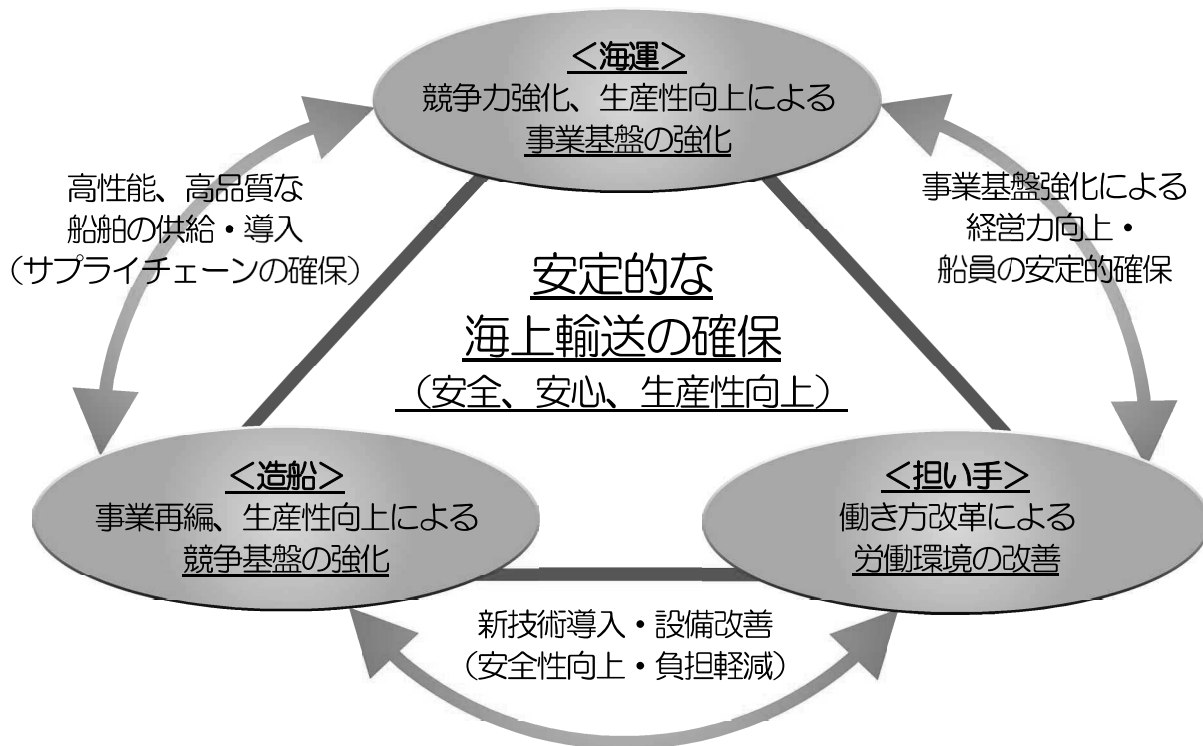 ＜海運＞
競争力強化、生産性向上による
事業基盤の強化
高性能、高品質な
船舶の供給・導入
（サプライチェーンの確保）
事業基盤強化による
経営力向上・
船員の安定的確保
安定的な
海上輸送の確保
（安全、安心、生産性向上）
＜造船＞
事業再編、生産性向上による
競争基盤の強化
＜担い手＞
働き方改革による
労働環境の改善
新技術導入・設備改善
（安全性向上・負担軽減）